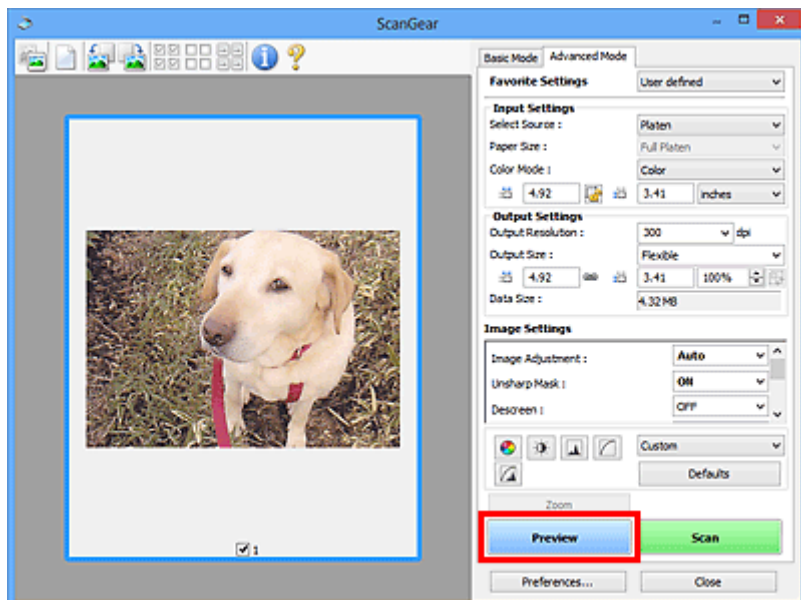 ScanGear
Basic Mode Advanced Mode
Favorite Settings User defined
Input Settings
Select Source : Platen
Paper Size : Full Platen
Color Mode : Color
4.92 3.41 inches
Output Settings
Output Resolution : 300 dpi
Output Size : Flexible
4.92 3.41 100%
Data Size : 4.32 MB
Image Settings
Image Adjustment : Auto
Unsharp Mask : ON
Descreen : OFF
Custom
Defaults
Zoom
Preview Scan
Preferences... Close
1